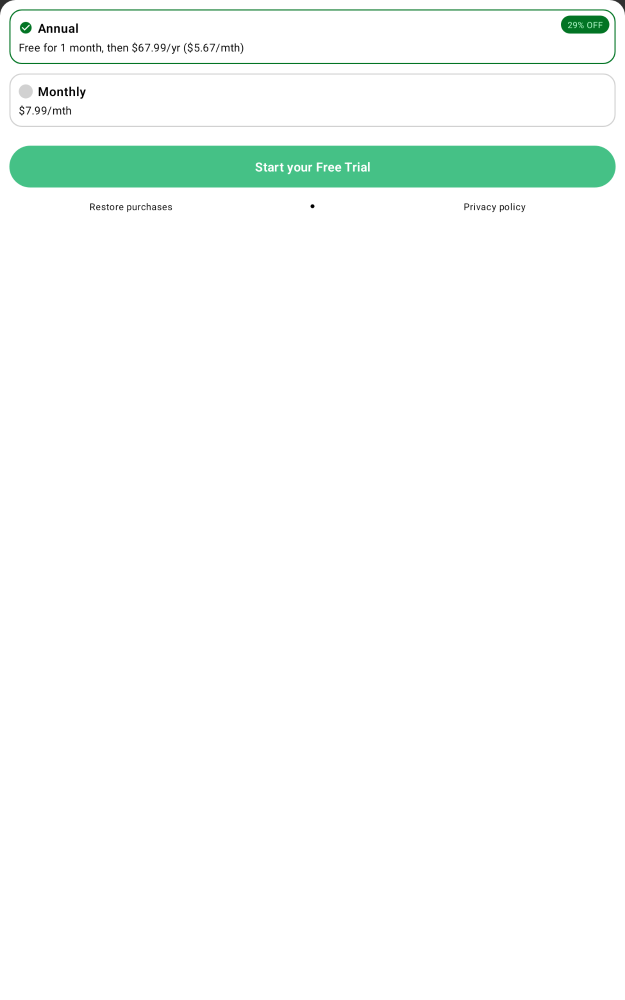 Annual
29% OFF
Free for 1 month, then $67.99/yr ($5.67/mth)
Monthly
$7.99/mth
Start your Free Trial
Restore purchases
•
Privacy policy